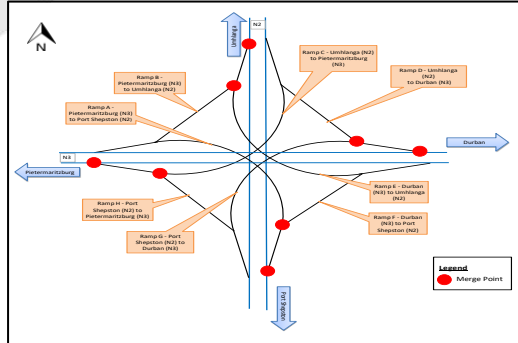 N
Umhlanga
N2
Ramp C - Umhlanga (N2)
to Pietermaritzburg
(N3)
Ramp B -
Pietermaritzburg (N3)
to Umhlanga (N2)
Ramp D - Umhlanga
(N2)
to Durban (N3)
Ramp A -
Pietermaritzburg (N3)
to Port Shepston (N2)
Durban
N3
Pietermaritzburg
Ramp E - Durban
(N3) to Umhlanga
(N2)
Ramp H - Port
Shepston (N2) to
Pietermaritzburg
(N3)
Ramp F - Durban
(N3) to Port
Shepston (N2)
Ramp G - Port
Shepston (N2) to
Durban (N3)
Legend
Merge Point
Port Shepston